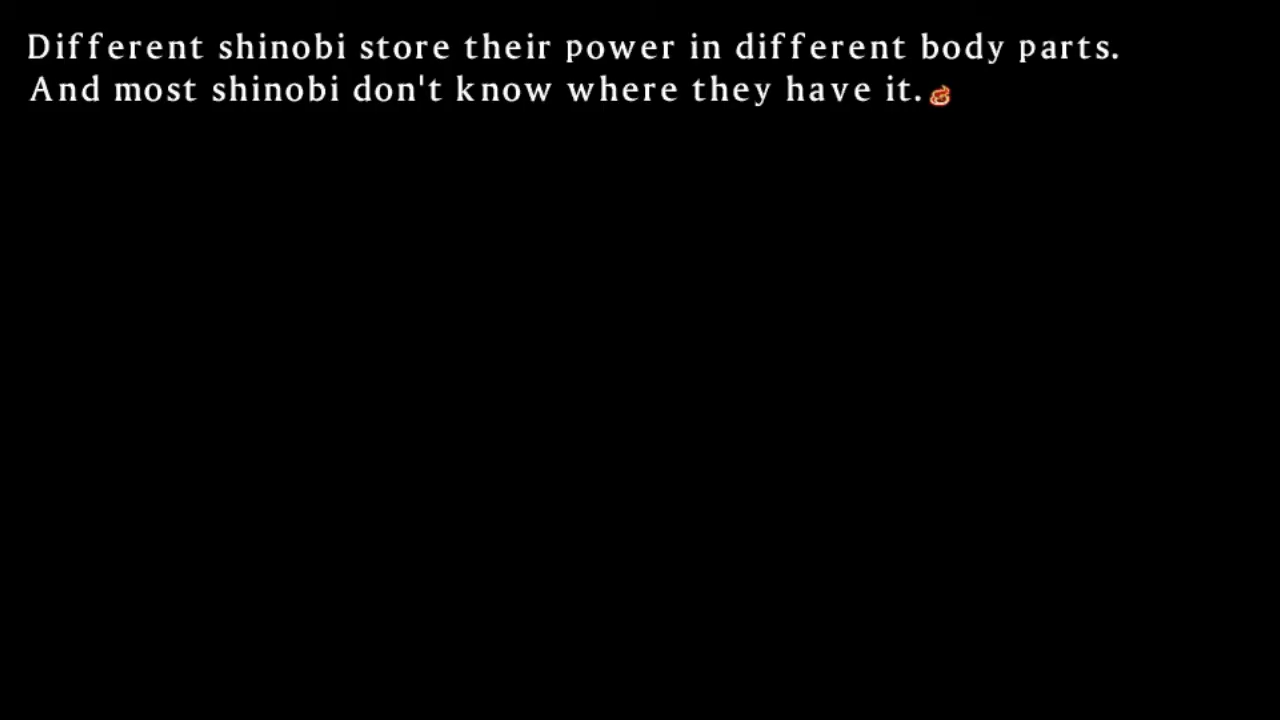 Different shinobi store their power in different body parts.
And most shinobi don't know where they have it.